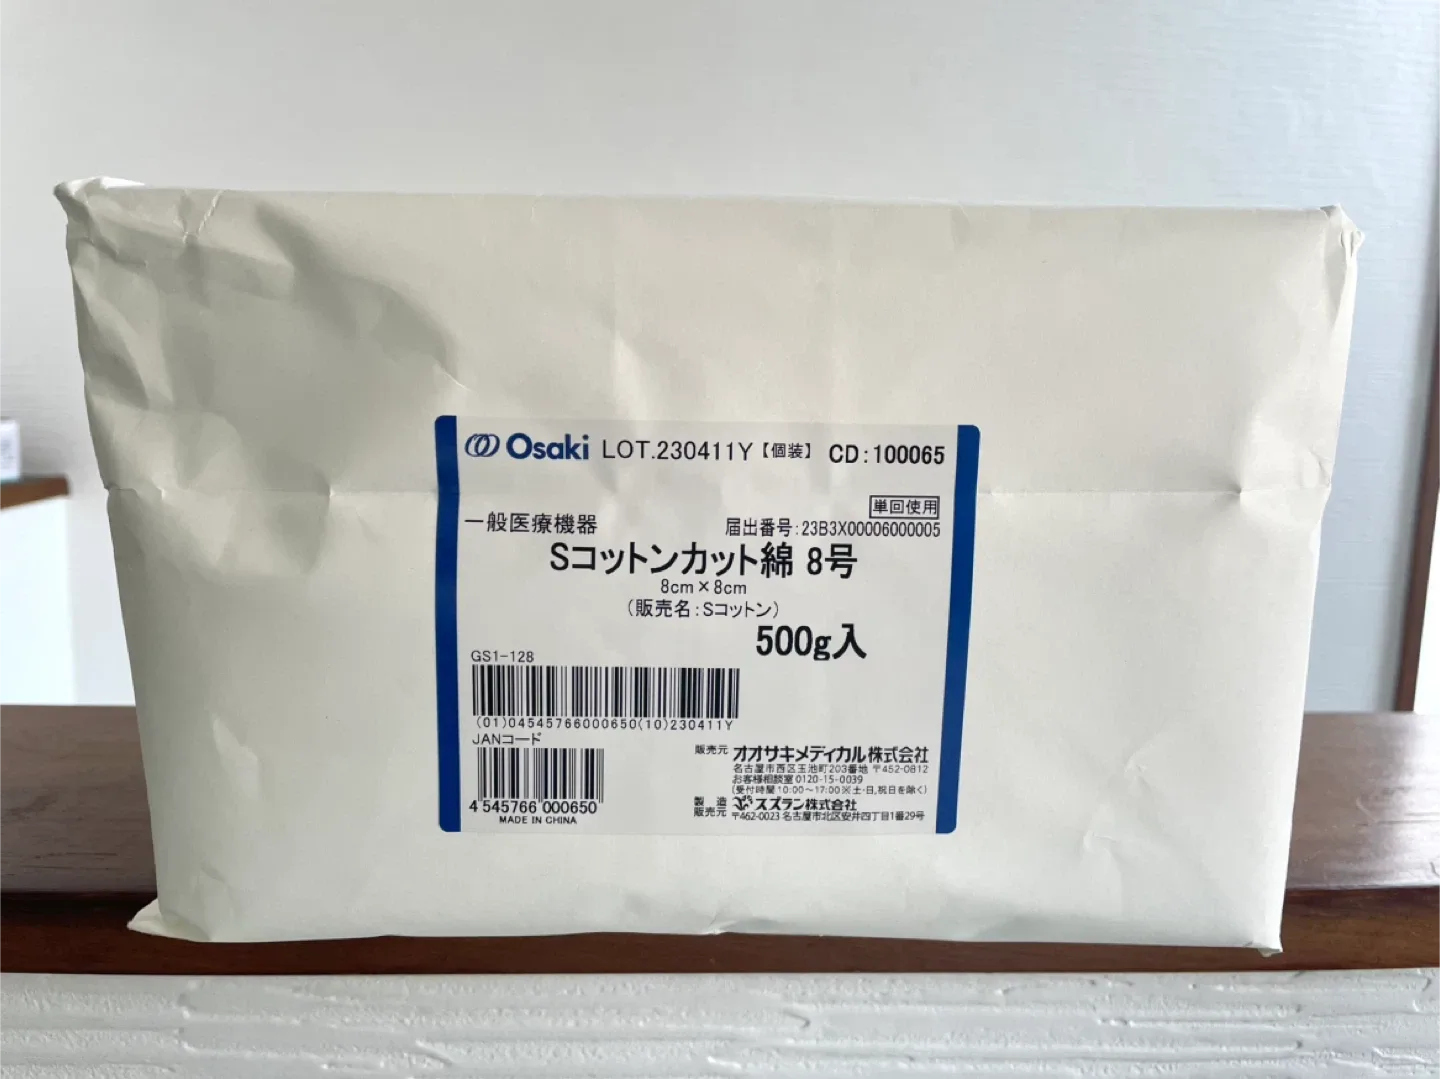 Osaki LOT.230411Y【個装】 CD:100065
単回使用
一般医療機器 届出番号:23B3X00006000005
Sコットンカット綿 8号
8cm×8cm
(販売名:Sコットン)
500g入
GS1-128
(01)04545766000650(10)230411Y
JANコード
4 545766 000650
MADE IN CHINA
販売元 オオサキメディカル株式会社
名古屋市西区玉池町203番地 〒452-0812
お客様相談室 0120-15-0039
(受付時間 10:00～17:00※土・日,祝日を除く)
製造販売元 スズラン株式会社
〒462-0023 名古屋市北区安井四丁目1番29号